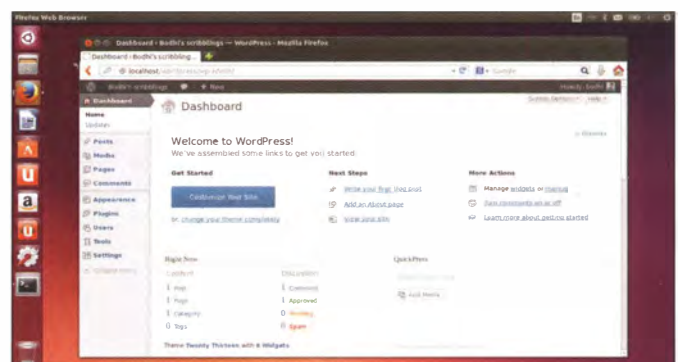 Firefox Web Browser
Dashboard ‹ Bodhi's scribblings — WordPress - Mozilla Firefox
Dashboard ‹ Bodhi's scribbling...
localhost/wordpress/wp-admin/
Google
Bodhi's scribblings
+ New
Howdy, bodhi
Dashboard
Home
Updates
Posts
Media
Pages
Comments
Appearance
Plugins
Users
Tools
Settings
Collapse menu
Screen Options
Help
Dashboard
Dismiss
Welcome to WordPress!
We've assembled some links to get you started:
Get Started
Customize Your Site
or, change your theme completely
Next Steps
Write your first blog post
Add an About page
View your site
More Actions
Manage widgets or menus
Turn comments on or off
Learn more about getting started
Right Now
Content
1 Post
1 Page
1 Category
0 Tags
Discussion
1 Comment
1 Approved
0 Pending
0 Spam
Theme Twenty Thirteen with 6 Widgets
QuickPress
Add Media